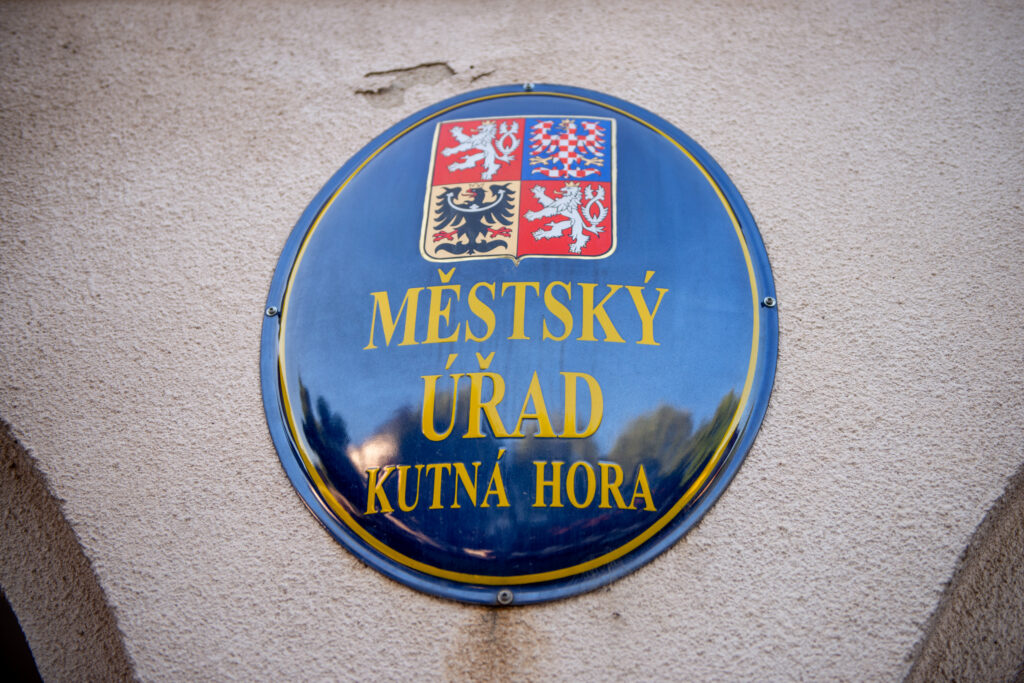 MĚSTSKÝ
ÚŘAD
KUTNÁ HORA